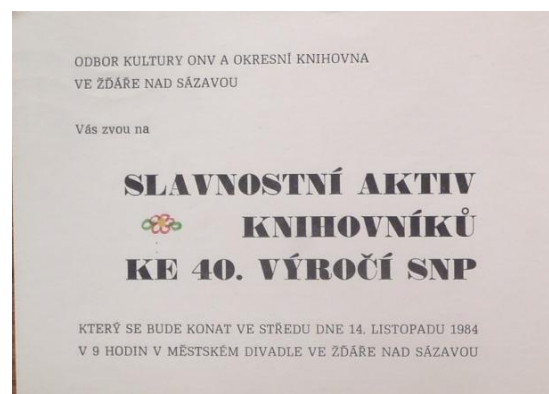 ODBOR KULTURY ONV A OKRESNÍ KNIHOVNA
VE ŽĎÁŘE NAD SÁZAVOU
Vás zvou na
SLAVNOSTNÍ AKTIV
KNIHOVNÍKŮ
KE 40. VÝROČÍ SNP
KTERÝ SE BUDE KONAT VE STŘEDU DNE 14. LISTOPADU 1984
V 9 HODIN V MĚSTSKÉM DIVADLE VE ŽĎÁŘE NAD SÁZAVOU